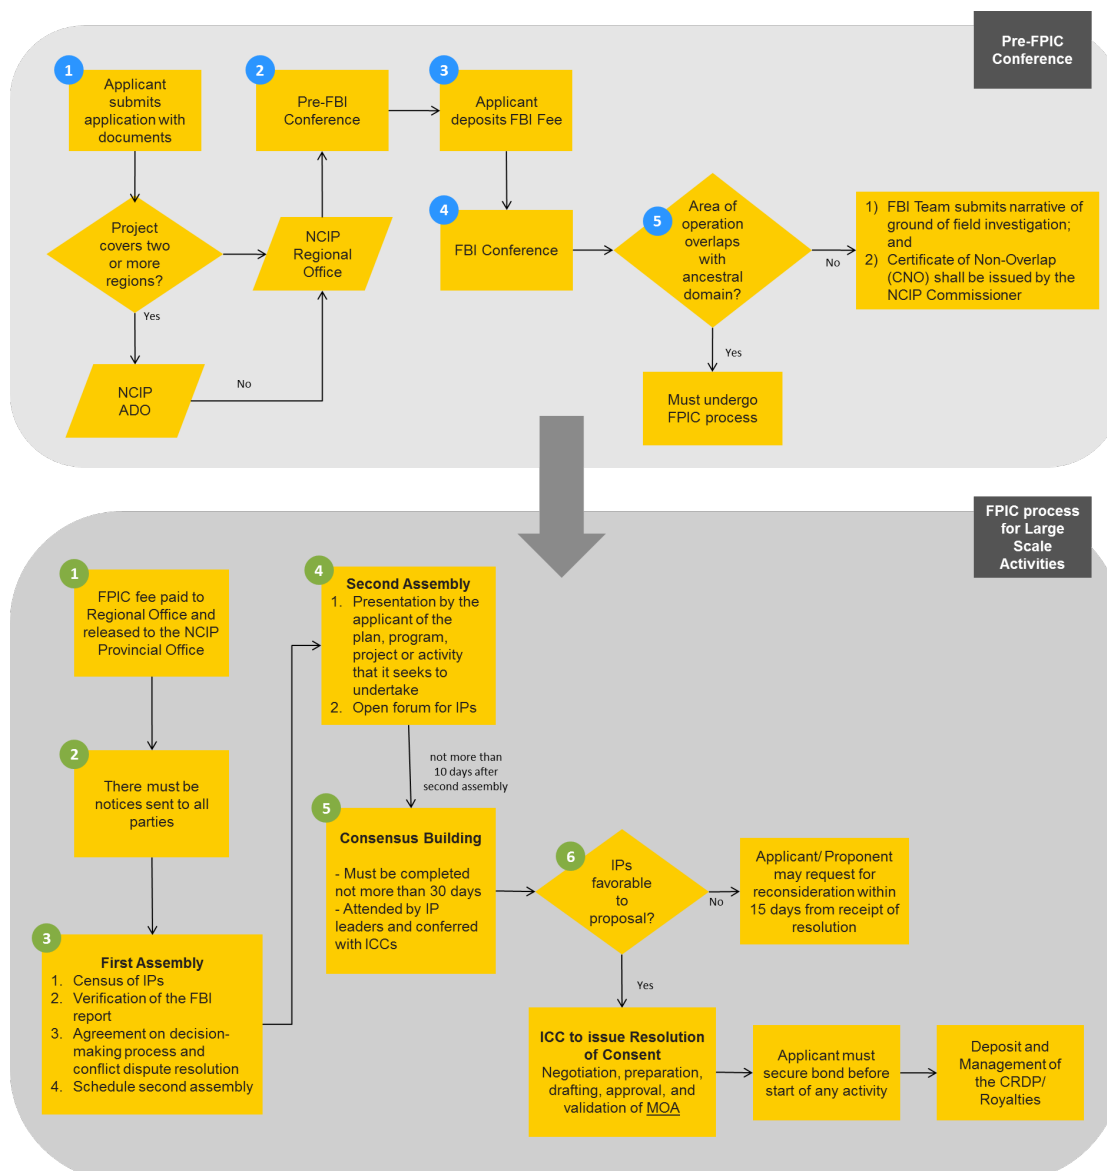 Pre-FPIC
Conference
1
Applicant
submits
application with
documents
2
Pre-FBI
Conference
3
Applicant
deposits FBI Fee
Project
covers two
or more
regions?
NCIP
Regional
Office
4
FBI Conference
5
Area of
operation
overlaps
with
ancestral
domain?
No
1) FBI Team submits narrative of
ground of field investigation;
and
2) Certificate of Non-Overlap
(CNO) shall be issued by the
NCIP Commissioner
Yes
NCIP
ADO
No
Yes
Must undergo
FPIC process
FPIC process
for Large
Scale
Activities
1
FPIC fee paid to
Regional Office and
released to the NCIP
Provincial Office
2
There must be
notices sent to all
parties
3
First Assembly
1. Census of IPs
2. Verification of the FBI
report
3. Agreement on decision-
making process and
conflict dispute resolution
4. Schedule second assembly
4
Second Assembly
1. Presentation by the
applicant of the
plan, program,
project or activity
that it seeks to
undertake
2. Open forum for IPs
not more than
10 days after
second assembly
5
Consensus Building
- Must be completed
not more than 30 days
- Attended by IP
leaders and conferred
with ICCs
6
IPs
favorable
to
proposal?
No
Applicant/ Proponent
may request for
reconsideration within
15 days from receipt of
resolution
Yes
ICC to issue Resolution
of Consent
Negotiation, preparation,
drafting, approval, and
validation of MOA
Applicant must
secure bond before
start of any activity
Deposit and
Management of
the CRDP/
Royalties